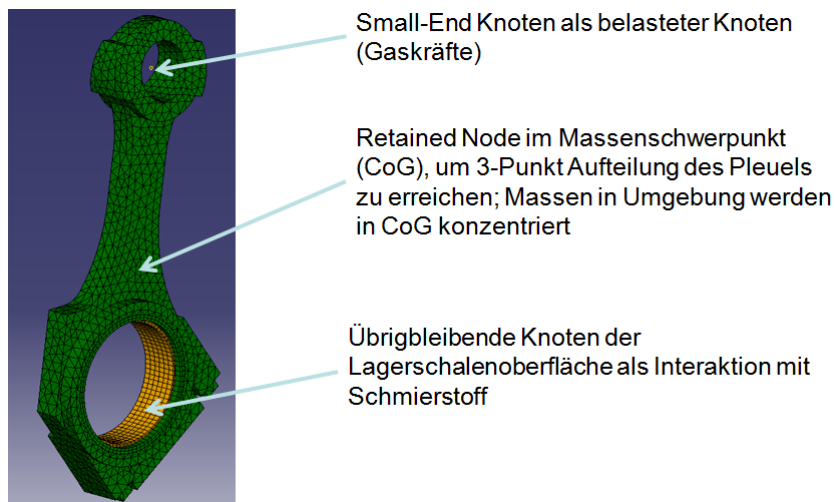 Small-End Knoten als belasteter Knoten
(Gaskräfte)
Retained Node im Massenschwerpunkt
(CoG), um 3-Punkt Aufteilung des Pleuels
zu erreichen; Massen in Umgebung werden
in CoG konzentriert
Übrigbleibende Knoten der
Lagerschalenoberfläche als Interaktion mit
Schmierstoff